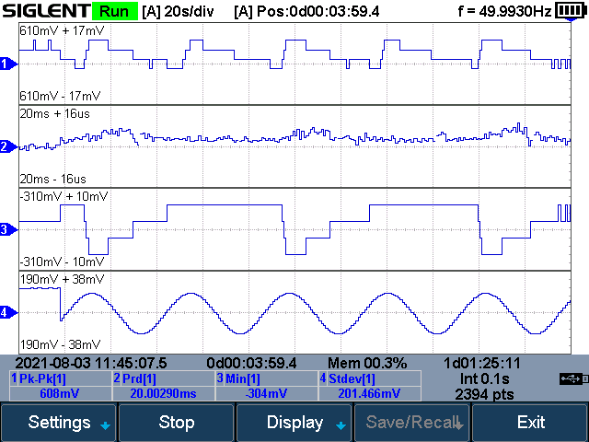 SIGLENT Run [A] 20s/div [A] Pos:0d00:03:59.4 f = 49.9930Hz
610mV + 17mV
1
610mV - 17mV
20ms + 16us
2
20ms - 16us
-310mV + 10mV
3
-310mV - 10mV
190mV + 38mV
4
190mV - 38mV
2021-08-03 11:45:07.5 0d00:03:59.4 Mem 00.3% 1d01:25:11
1 Pk-Pk[1] 2 Prd[1] 3 Min[1] 4 Stdev[1] Int 0.1s
608mV 20.00290ms -304mV 201.466mV 2394 pts
Settings Stop Display Save/Recall Exit